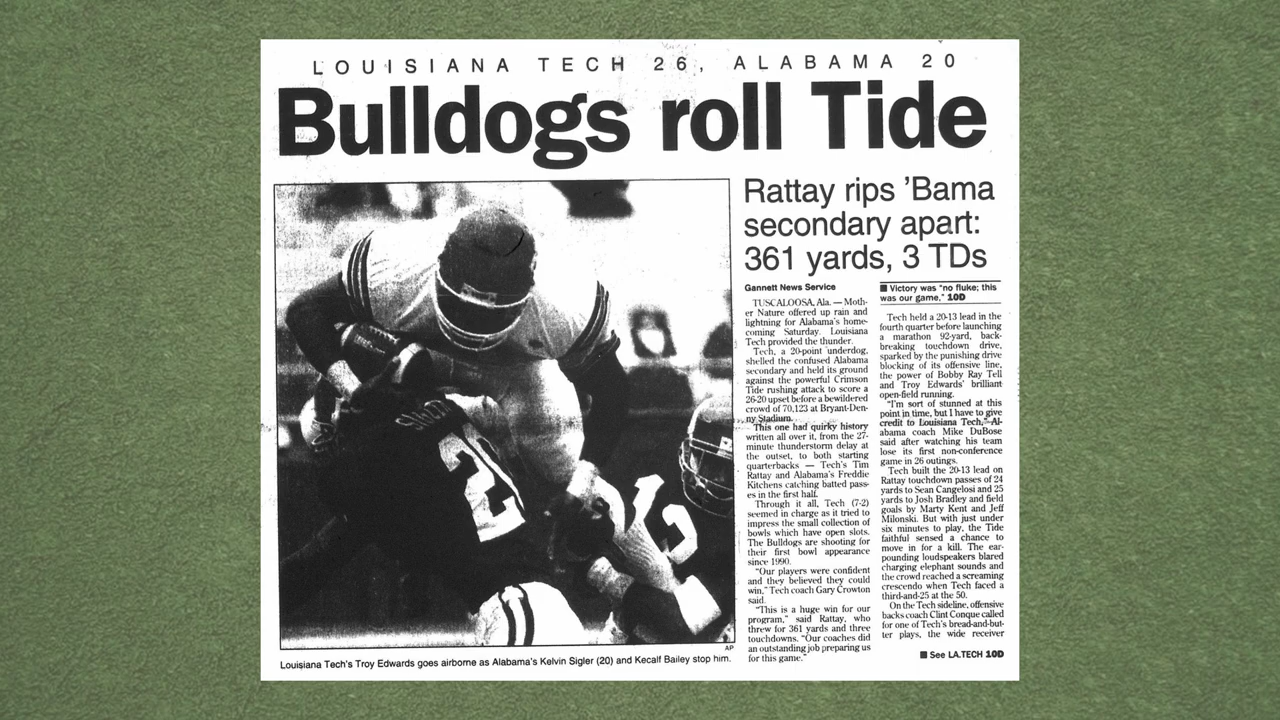 LOUISIANA TECH 26, ALABAMA 20
Bulldogs roll Tide
Rattay rips 'Bama
secondary apart:
361 yards, 3 TDs
Gannett News Service
TUSCALOOSA, Ala. — Moth-
er Nature offered up rain and
lightning for Alabama's home-
coming Saturday. Louisiana
Tech provided the thunder.
Tech, a 20-point underdog,
shelled the confused Alabama
secondary and held its ground
against the powerful Crimson
Tide rushing attack to score a
26-20 upset before a bewildered
crowd of 70,123 at Bryant-Den-
ny Stadium.
This one had quirky history
written all over it, from the 27-
minute thunderstorm delay at
the outset, to both starting
quarterbacks — Tech's Tim
Rattay and Alabama's Freddie
Kitchens catching batted pass-
es in the first half.
Through it all, Tech (7-2)
seemed in charge as it tried to
impress the small collection of
bowls which have open slots.
The Bulldogs are shooting for
their first bowl appearance
since 1990.
"Our players were confident
and they believed they could
win," Tech coach Gary Crowton
said.
"This is a huge win for our
program," said Rattay, who
threw for 361 yards and three
touchdowns. "Our coaches did
an outstanding job preparing us
for this game."
■ Victory was "no fluke; this
was our game," 10D
Tech held a 20-13 lead in the
fourth quarter before launching
a marathon 92-yard, back-
breaking touchdown drive,
sparked by the punishing drive
blocking of its offensive line,
the power of Bobby Ray Tell
and Troy Edwards' brilliant
open-field running.
"I'm sort of stunned at this
point in time, but I have to give
credit to Louisiana Tech," Al-
abama coach Mike DuBose
said after watching his team
lose its first non-conference
game in 26 outings.
Tech built the 20-13 lead on
Rattay touchdown passes of 24
yards to Sean Cangelosi and 25
yards to Josh Bradley and field
goals by Marty Kent and Jeff
Milonski. But with just under
six minutes to play, the Tide
faithful sensed a chance to
move in for a kill. The ear-
pounding loudspeakers blared
charging elephant sounds and
the crowd reached a screaming
crescendo when Tech faced a
third-and-25 at the 50.
On the Tech sideline, offensive
backs coach Clint Conque called
for one of Tech's bread-and-but-
ter plays, the wide receiver
■ See LA.TECH 10D
SIGLER
20
AP
Louisiana Tech's Troy Edwards goes airborne as Alabama's Kelvin Sigler (20) and Kecalf Bailey stop him.